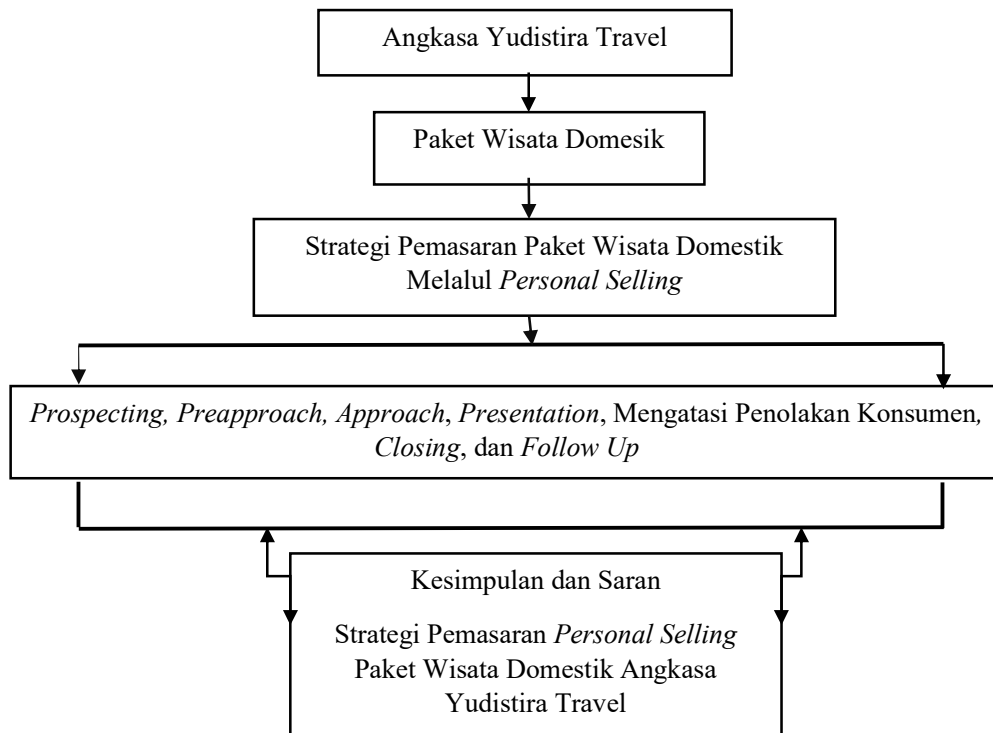 Angkasa Yudistira Travel
Paket Wisata Domesik
Strategi Pemasaran Paket Wisata Domestik
Melalul Personal Selling
Prospecting, Preapproach, Approach, Presentation, Mengatasi Penolakan Konsumen,
Closing, dan Follow Up
Kesimpulan dan Saran
Strategi Pemasaran Personal Selling
Paket Wisata Domestik Angkasa
Yudistira Travel